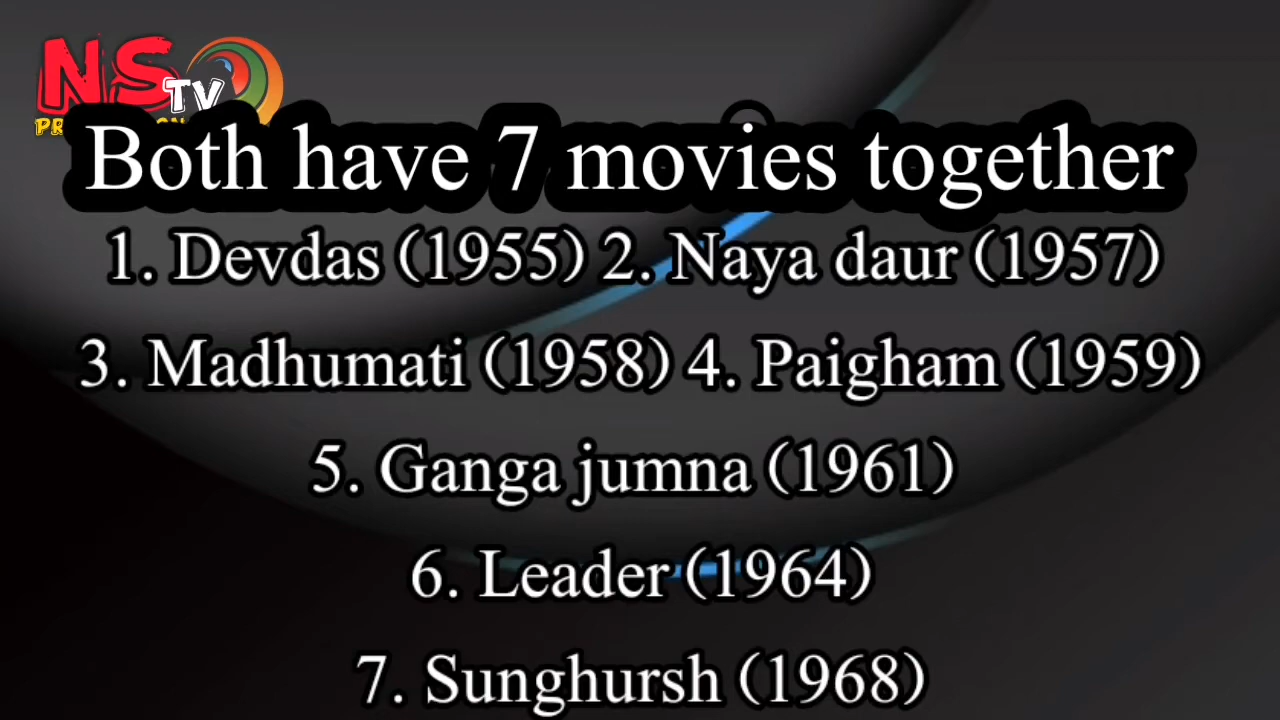 NS
TV
Both have 7 movies together
1. Devdas (1955) 2. Naya daur (1957)
3. Madhumati (1958) 4. Paigham (1959)
5. Ganga jumna (1961)
6. Leader (1964)
7. Sunghursh (1968)